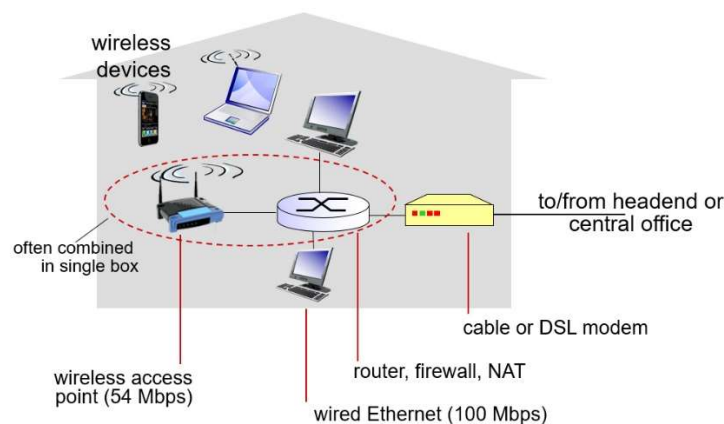 wireless
devices
to/from headend or
central office
often combined
in single box
cable or DSL modem
router, firewall, NAT
wireless access
point (54 Mbps)
wired Ethernet (100 Mbps)